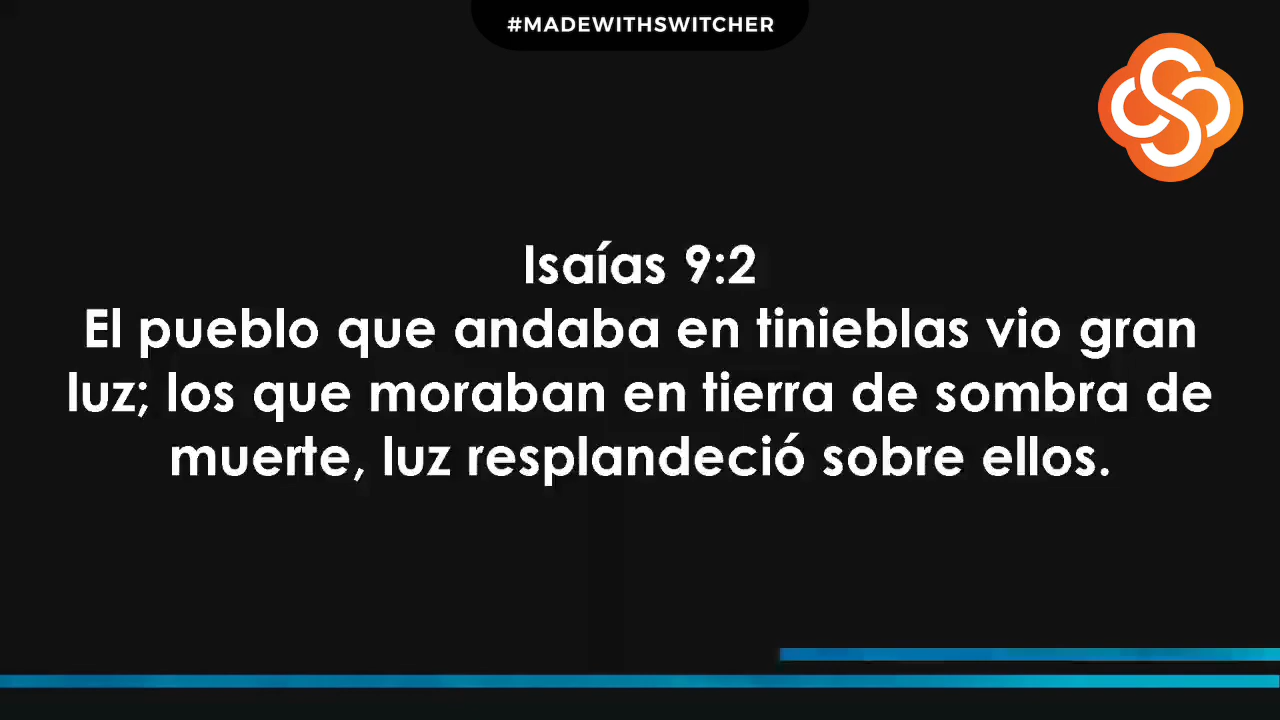 #MADEWITHSWITCHER
Isaías 9:2
El pueblo que andaba en tinieblas vio gran
luz; los que moraban en tierra de sombra de
muerte, luz resplandeció sobre ellos.